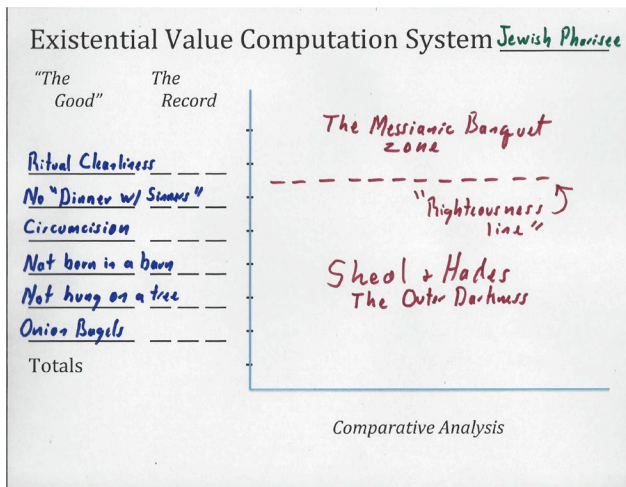 Existential Value Computation System Jewish Pharisee
"The The
Good" Record
The Messianic Banquet
zone
Ritual Cleanliness
No "Dinner w/ Sinners"
"Righteousness
line"
Circumcision
Not born in a barn
Sheol & Hades
The Outer Darkness
Not hung on a tree
Onion Bagels
Totals
Comparative Analysis